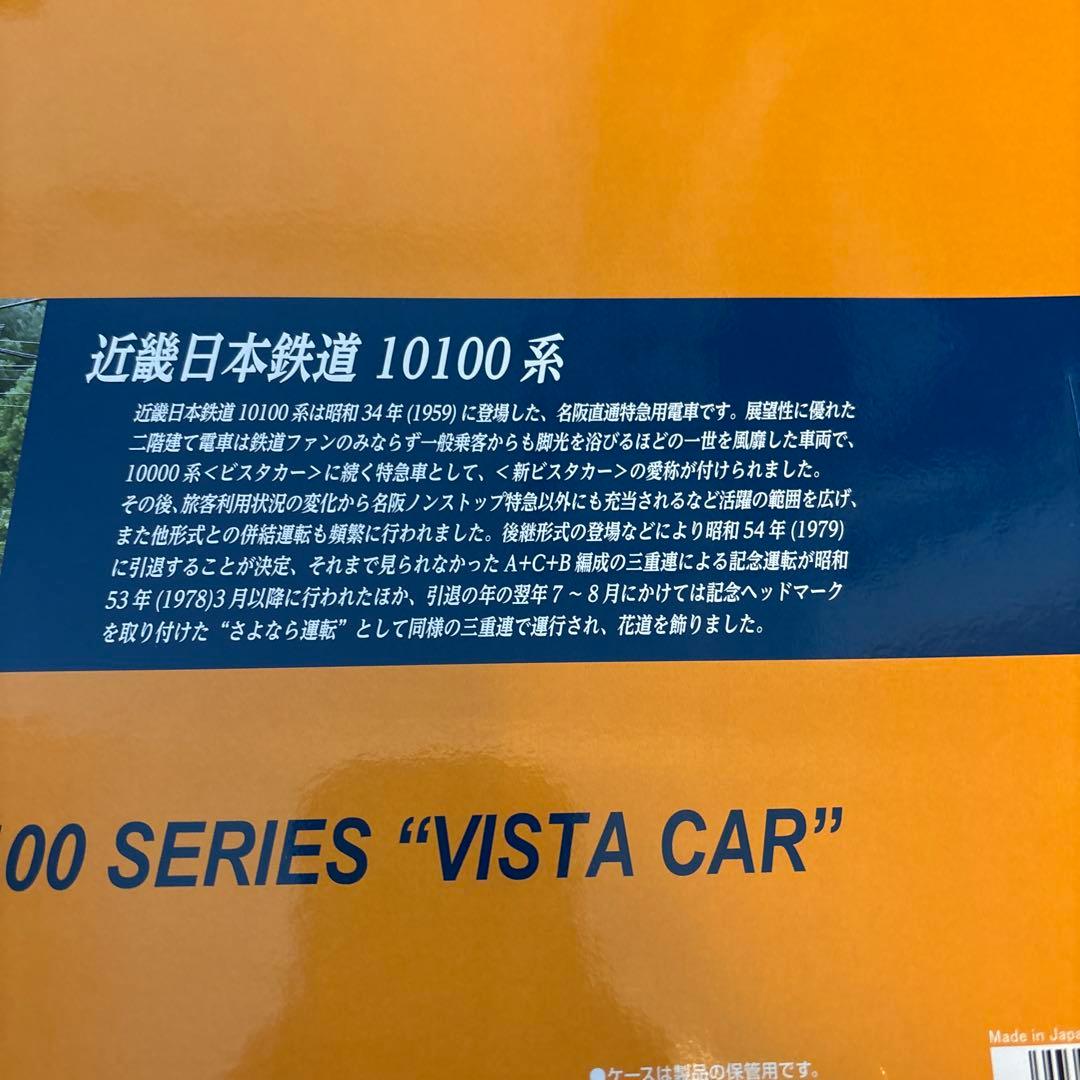 近畿日本鉄道 10100 系
近畿日本鉄道 10100 系は昭和 34 年 (1959) に登場した、名阪直通特急用電車です。展望性に優れた
二階建て電車は鉄道ファンのみならず一般乗客からも脚光を浴びるほどの一世を風靡した車両で、
10000 系＜ビスタカー＞に続く特急車として、＜新ビスタカー＞の愛称が付けられました。
その後、旅客利用状況の変化から名阪ノンストップ特急以外にも充当されるなど活躍の範囲を広げ、
また他形式との併結運転も頻繁に行われました。後継形式の登場などにより昭和 54 年 (1979)
に引退することが決定、それまで見られなかった A+C+B 編成の三重連による記念運転が昭和
53 年 (1978)3 月以降に行われたほか、引退の年の翌年 7 ～ 8 月にかけては記念ヘッドマーク
を取り付けた “さよなら運転” として同様の三重連で運行され、花道を飾りました。
100 SERIES “VISTA CAR”
Made in Japa
●ケースは製品の保管用です。